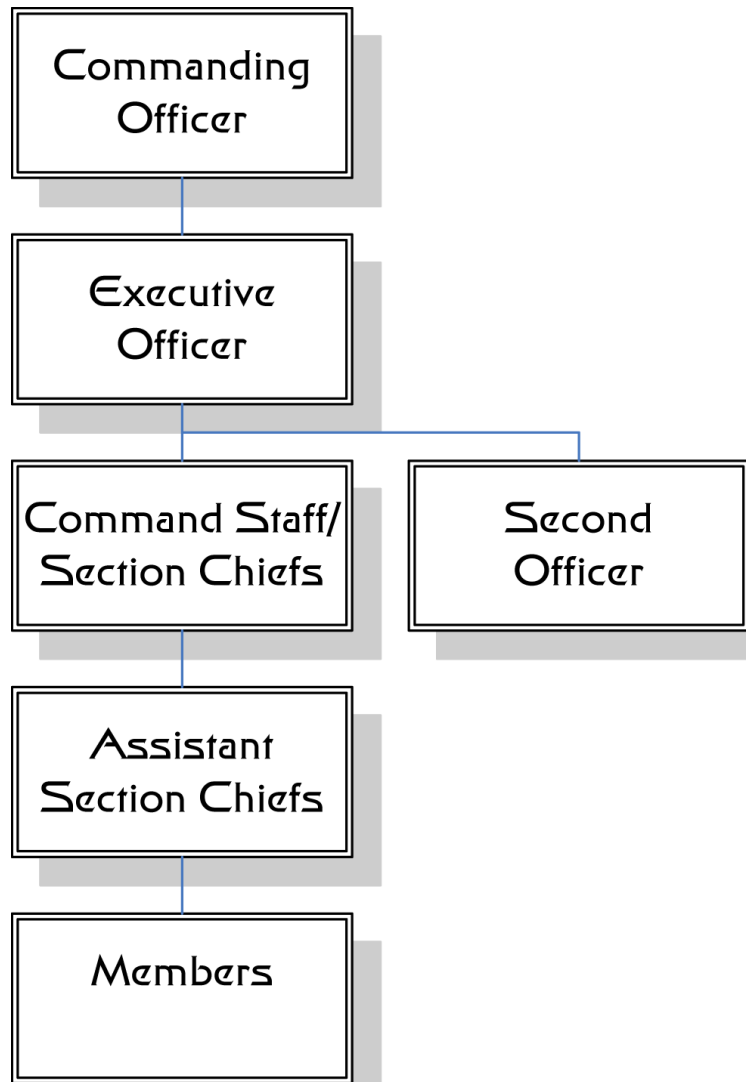 Commanding
Officer
Executive
Officer
Command Staff/
Section Chiefs
Second
Officer
Assistant
Section Chiefs
Members